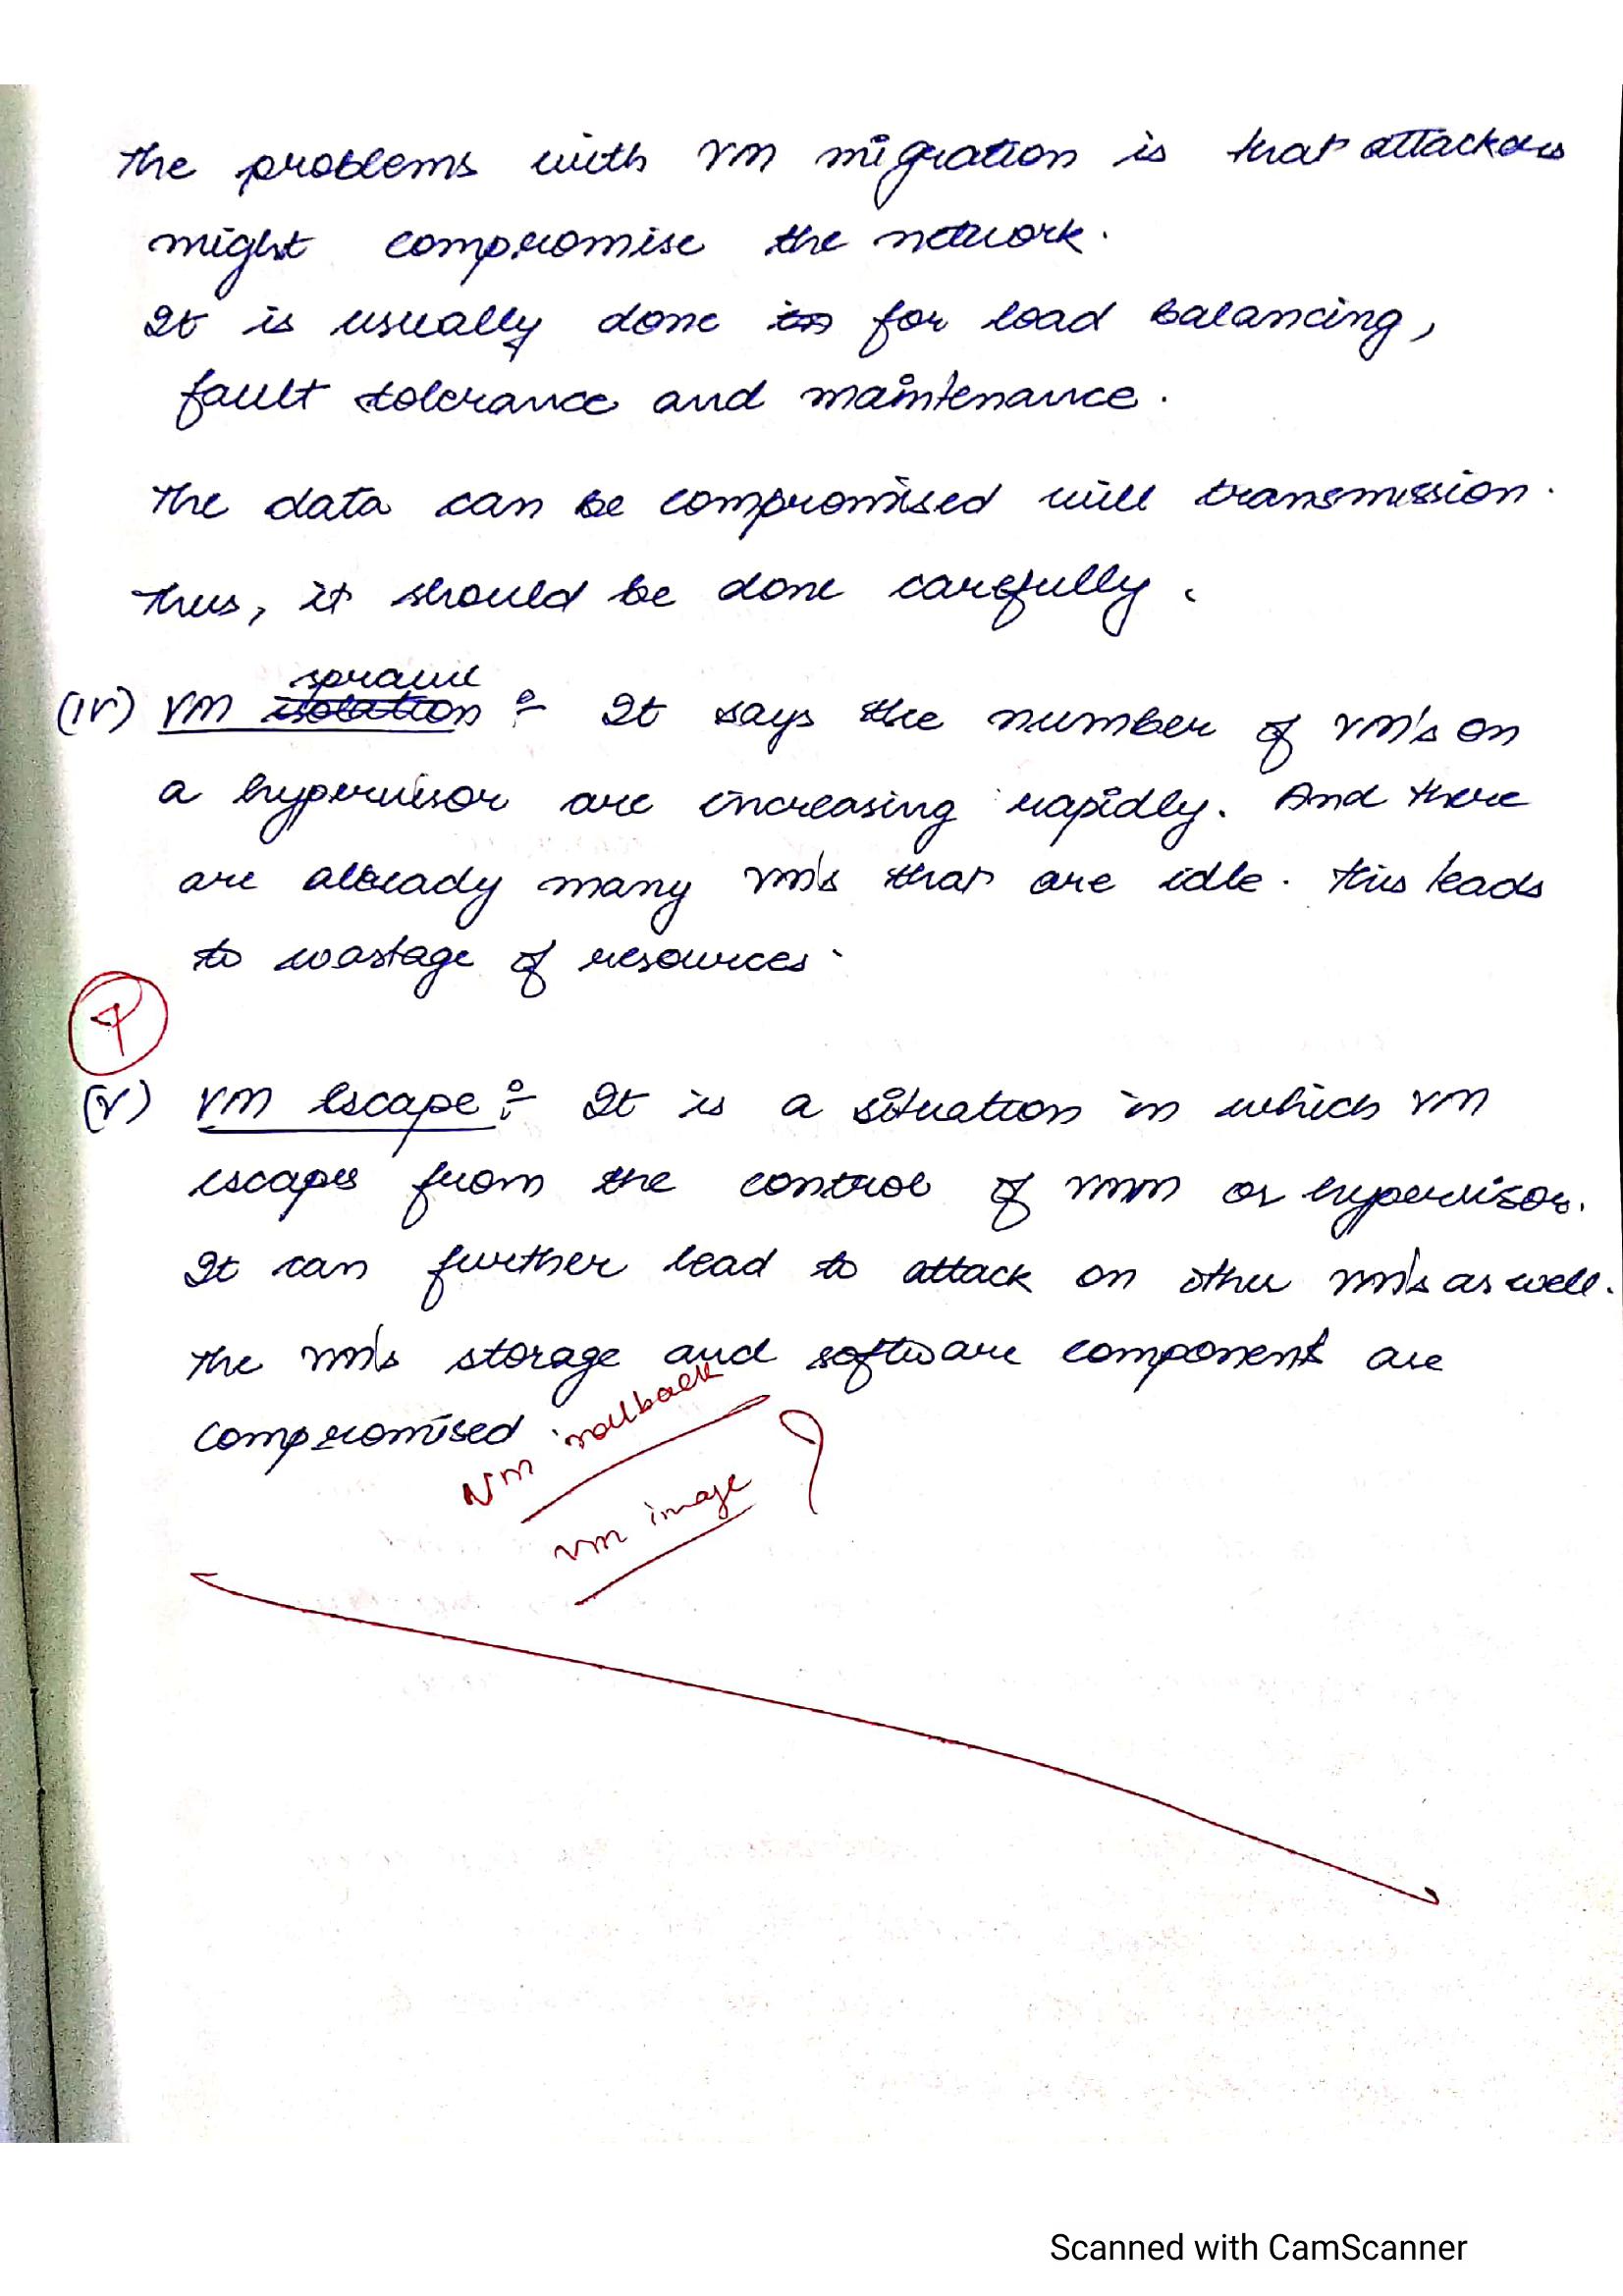 The problems with VM migration is that attackers
might compromise the network.
It is usually done for load balancing,
fault tolerance and maintenance.
The data can be compromised will transmission.
Thus, it should be done carefully.
(iv) VM sprawl :- It says the number of VM's on
a hypervisor are increasing rapidly. And there
are already many VM's that are idle. This leads
to wastage of resources.
(v) VM Escape :- It is a situation in which VM
escapes from the control of VMM or hypervisor.
It can further lead to attack on other VM's as well.
The VM's storage and software component are
compromised
VM rollback
VM image ?
Scanned with CamScanner